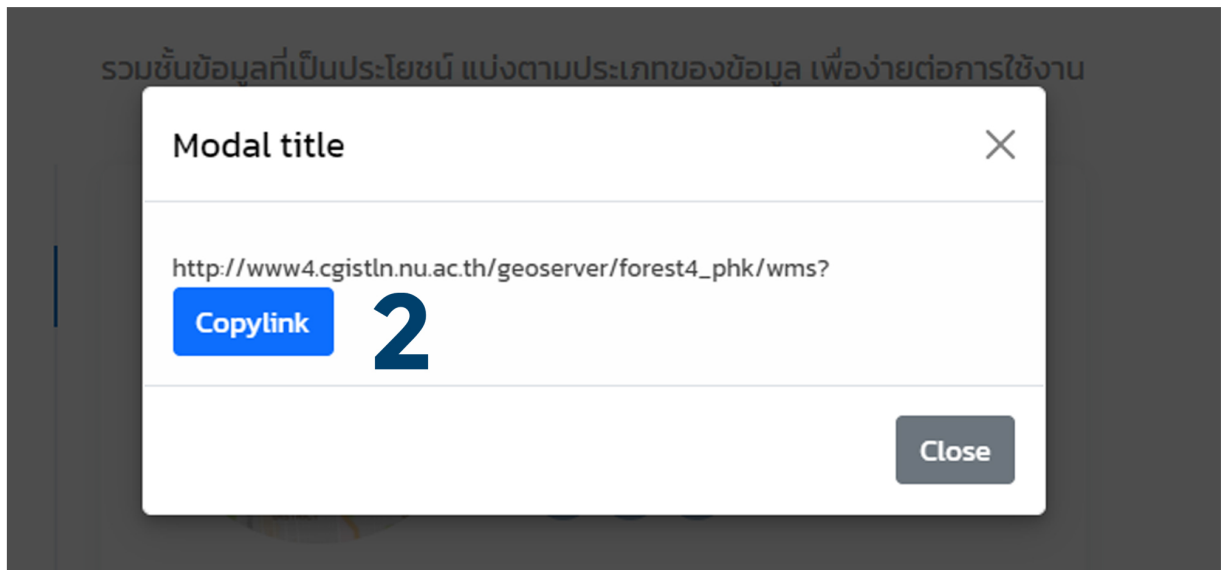 รวมชั้นข้อมูลที่เป็นประโยชน์ แบ่งตามประเภทของข้อมูล เพื่อง่ายต่อการใช้งาน
Modal title
http://www4.cgistln.nu.ac.th/geoserver/forest4_phk/wms?
Copylink
2
Close